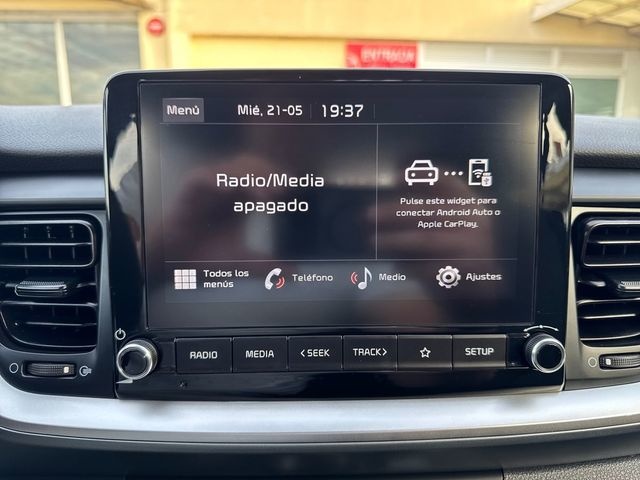 ENTRADA
Menú
Mié, 21-05
19:37
Radio/Media
apagado
Pulse este widget para
conectar Android Auto o
Apple CarPlay.
Todos los
menús
Teléfono
Medio
Ajustes
RADIO
MEDIA
<SEEK
TRACK>
SETUP